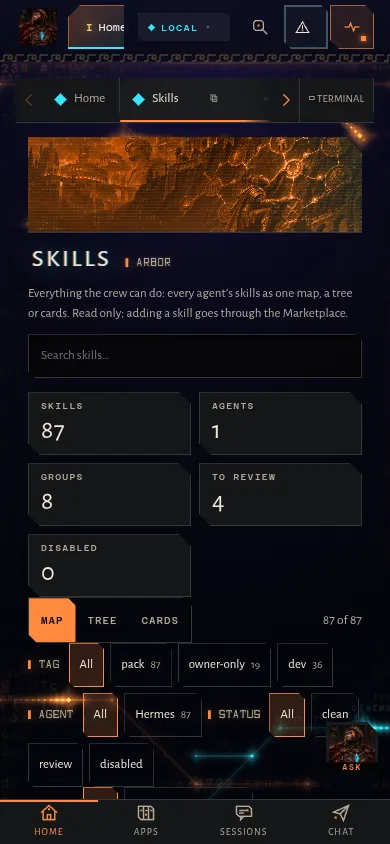 I Home
LOCAL
Home
Skills
TERMINAL
SKILLS
ARBOR
Everything the crew can do: every agent's skills as one map, a tree
or cards. Read only; adding a skill goes through the Marketplace.
Search skills...
SKILLS
87
AGENTS
1
GROUPS
8
TO REVIEW
4
DISABLED
0
MAP TREE CARDS 87 of 87
TAG All pack 87 owner-only 19 dev 36
AGENT All Hermes 87 STATUS All clean
review disabled
ASK
HOME APPS SESSIONS CHAT